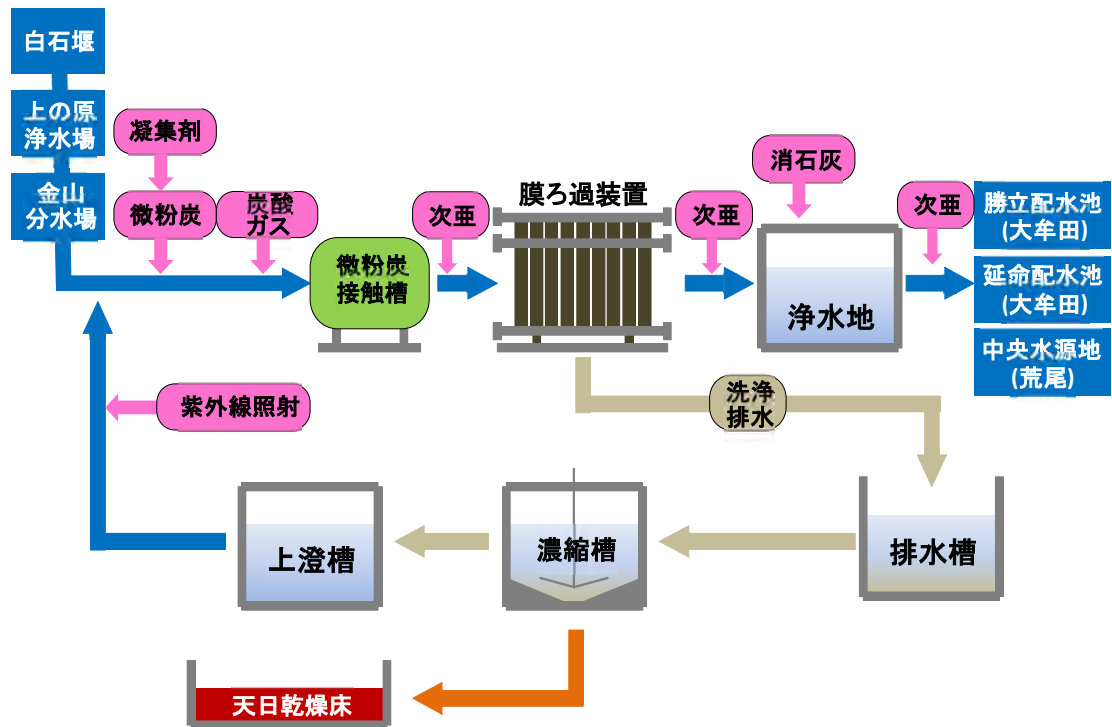 白石堰
上の原
浄水場
金山
分水場
凝集剤
微粉炭
炭酸
ガス
微粉炭
接触槽
次亜
膜ろ過装置
次亜
消石灰
浄水地
次亜
勝立配水池
(大牟田)
延命配水池
(大牟田)
中央水源地
(荒尾)
洗浄
排水
排水槽
濃縮槽
上澄槽
紫外線照射
天日乾燥床